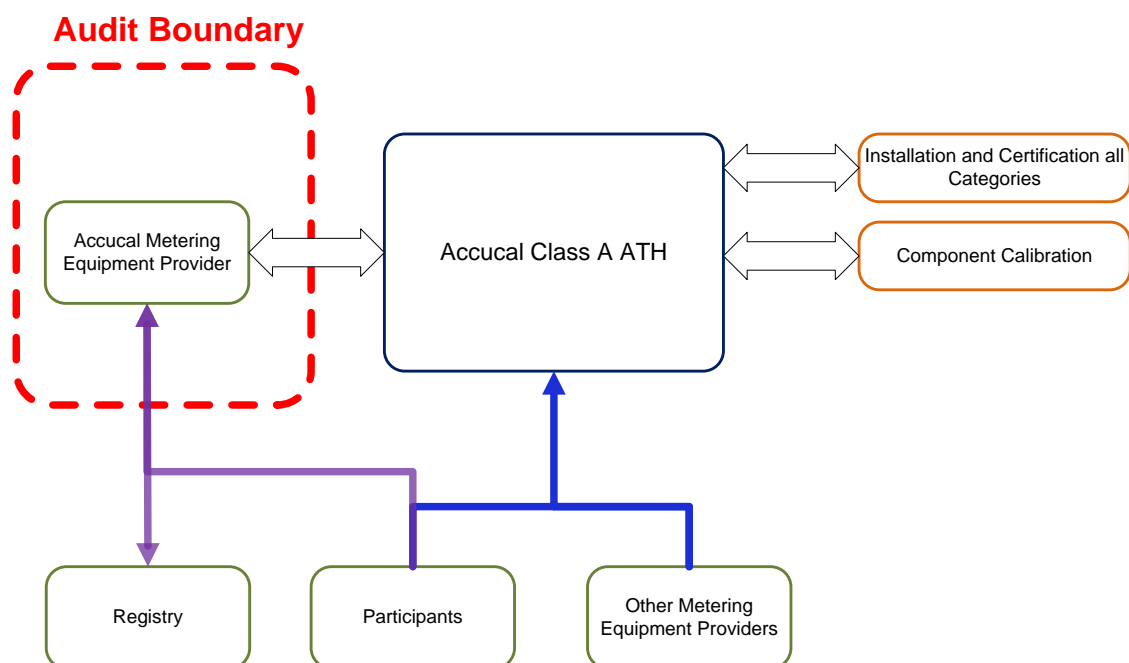 Audit Boundary
Accucal Metering
Equipment Provider
Accucal Class A ATH
Installation and Certification all
Categories
Component Calibration
Registry
Participants
Other Metering
Equipment Providers